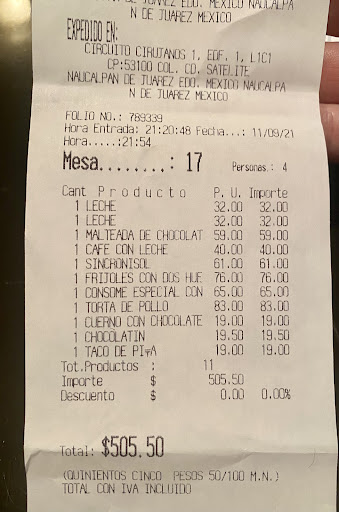 EDO. MEXICO NAUCALPA
N DE JUAREZ MEXICO
EXPEDIDO EN:
CIRCUITO CIRUJANOS 1, EDF. 1, L1C1
CP:53100 COL. CD. SATELITE
NAUCALPAN DE JUAREZ EDO. MEXICO NAUCALPA
N DE JUAREZ MEXICO
FOLIO NO.: 789339
Hora Entrada: 21:20:48 Fecha...: 11/09/21
Hora.....:21:54
Mesa........: 17 Personas.: 4
Cant Producto P. U. Importe
1 LECHE 32.00 32.00
1 LECHE 32.00 32.00
1 MALTEADA DE CHOCOLAT 59.00 59.00
1 CAFE CON LECHE 40.00 40.00
1 SINCRONISOL 61.00 61.00
1 FRIJOLES CON DOS HUE 76.00 76.00
1 CONSOME ESPECIAL CON 65.00 65.00
1 TORTA DE POLLO 83.00 83.00
1 CUERNO CON CHOCOLATE 19.00 19.00
1 CHOCOLATIN 19.50 19.50
1 TACO DE PIÑA 19.00 19.00
Tot.Productos : 11
Importe $ 505.50
Descuento $ 0.00 0.00%
Total: $505.50
(QUINIENTOS CINCO PESOS 50/100 M.N.)
TOTAL CON IVA INCLUIDO